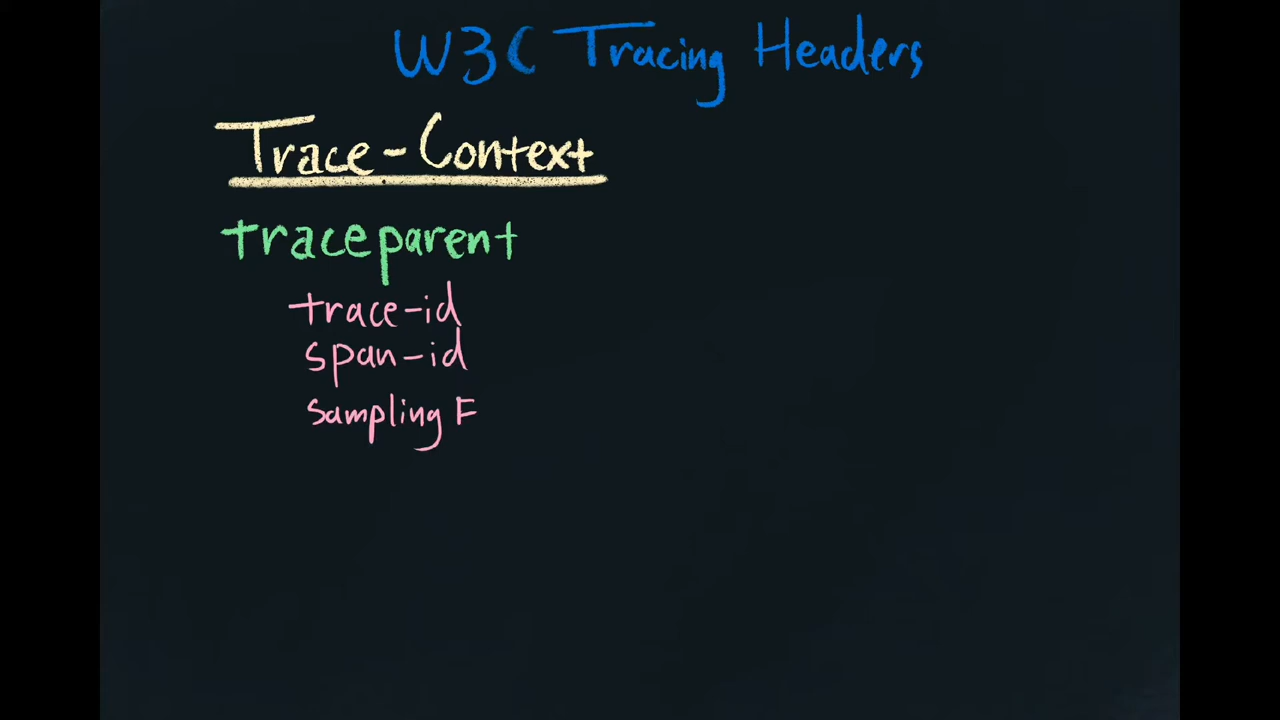 W3C Tracing Headers
Trace-Context
traceparent
trace-id
span-id
Sampling F